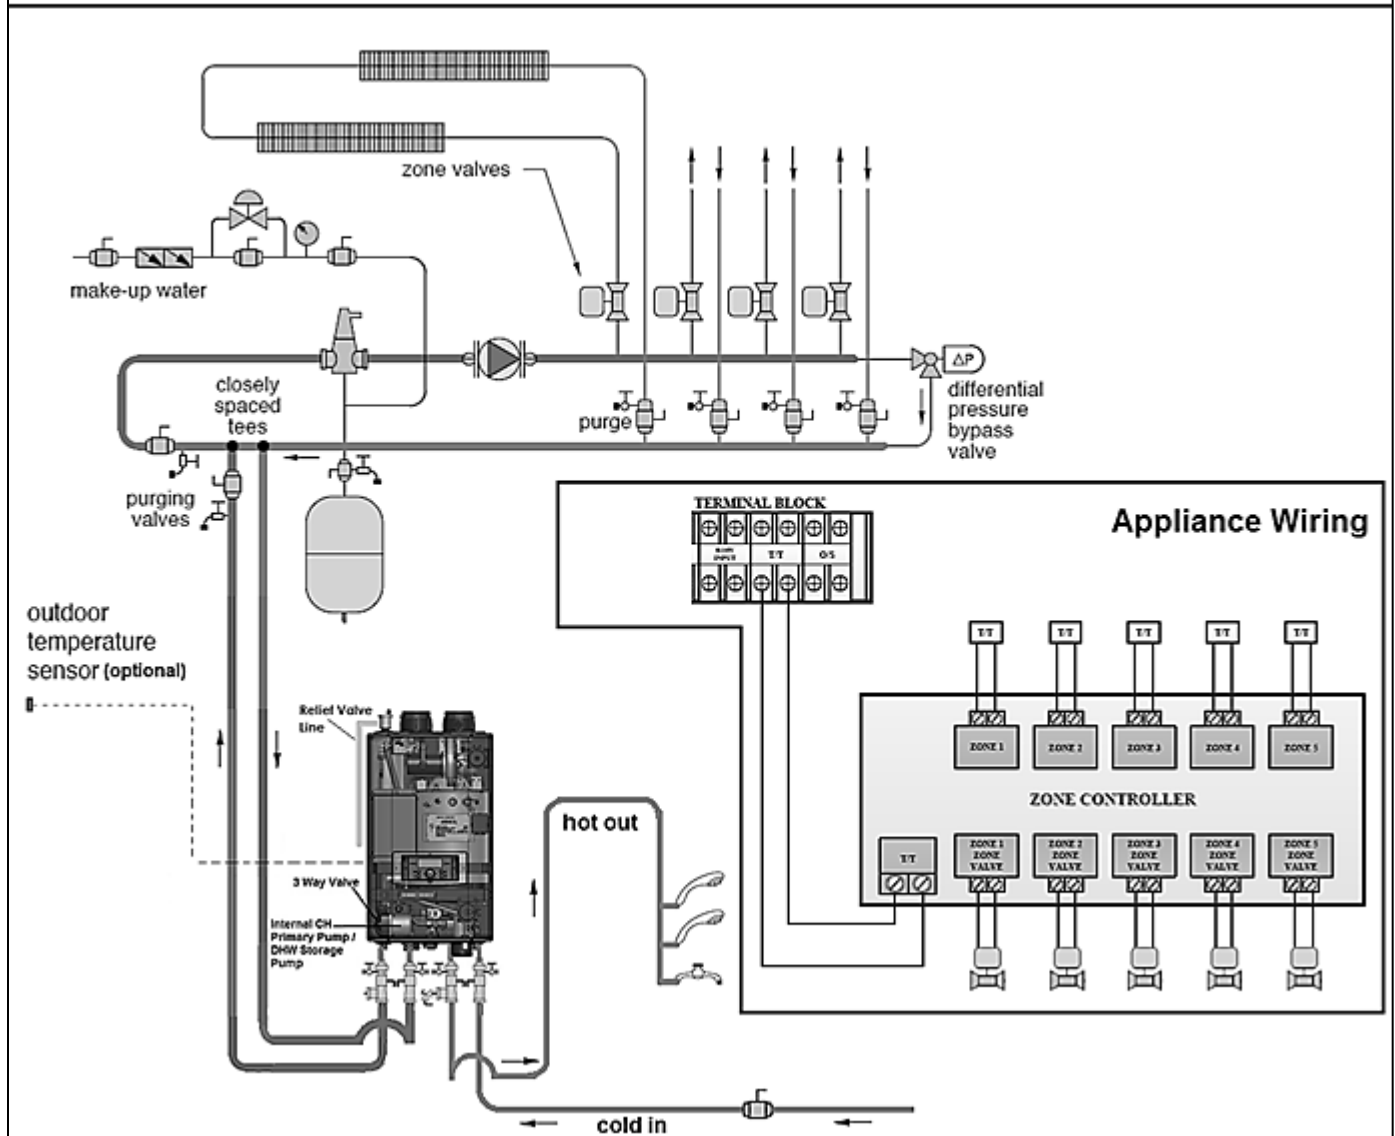 zone valves
make-up water
closely
spaced
tees
purge
ΔP
differential
pressure
bypass
valve
purging
valves
TERMINAL BLOCK
T/T
O/S
Appliance Wiring
outdoor
temperature
sensor (optional)
T/T
T/T
T/T
T/T
T/T
Relief Valve
Line
ZONE 1
ZONE 2
ZONE 3
ZONE 4
ZONE 5
ZONE CONTROLLER
hot out
T/T
ZONE 1
ZONE
VALVE
ZONE 2
ZONE
VALVE
ZONE 3
ZONE
VALVE
ZONE 4
ZONE
VALVE
ZONE 5
ZONE
VALVE
3 Way Valve
Internal CH
Primary Pump /
DHW Storage
Pump
cold in